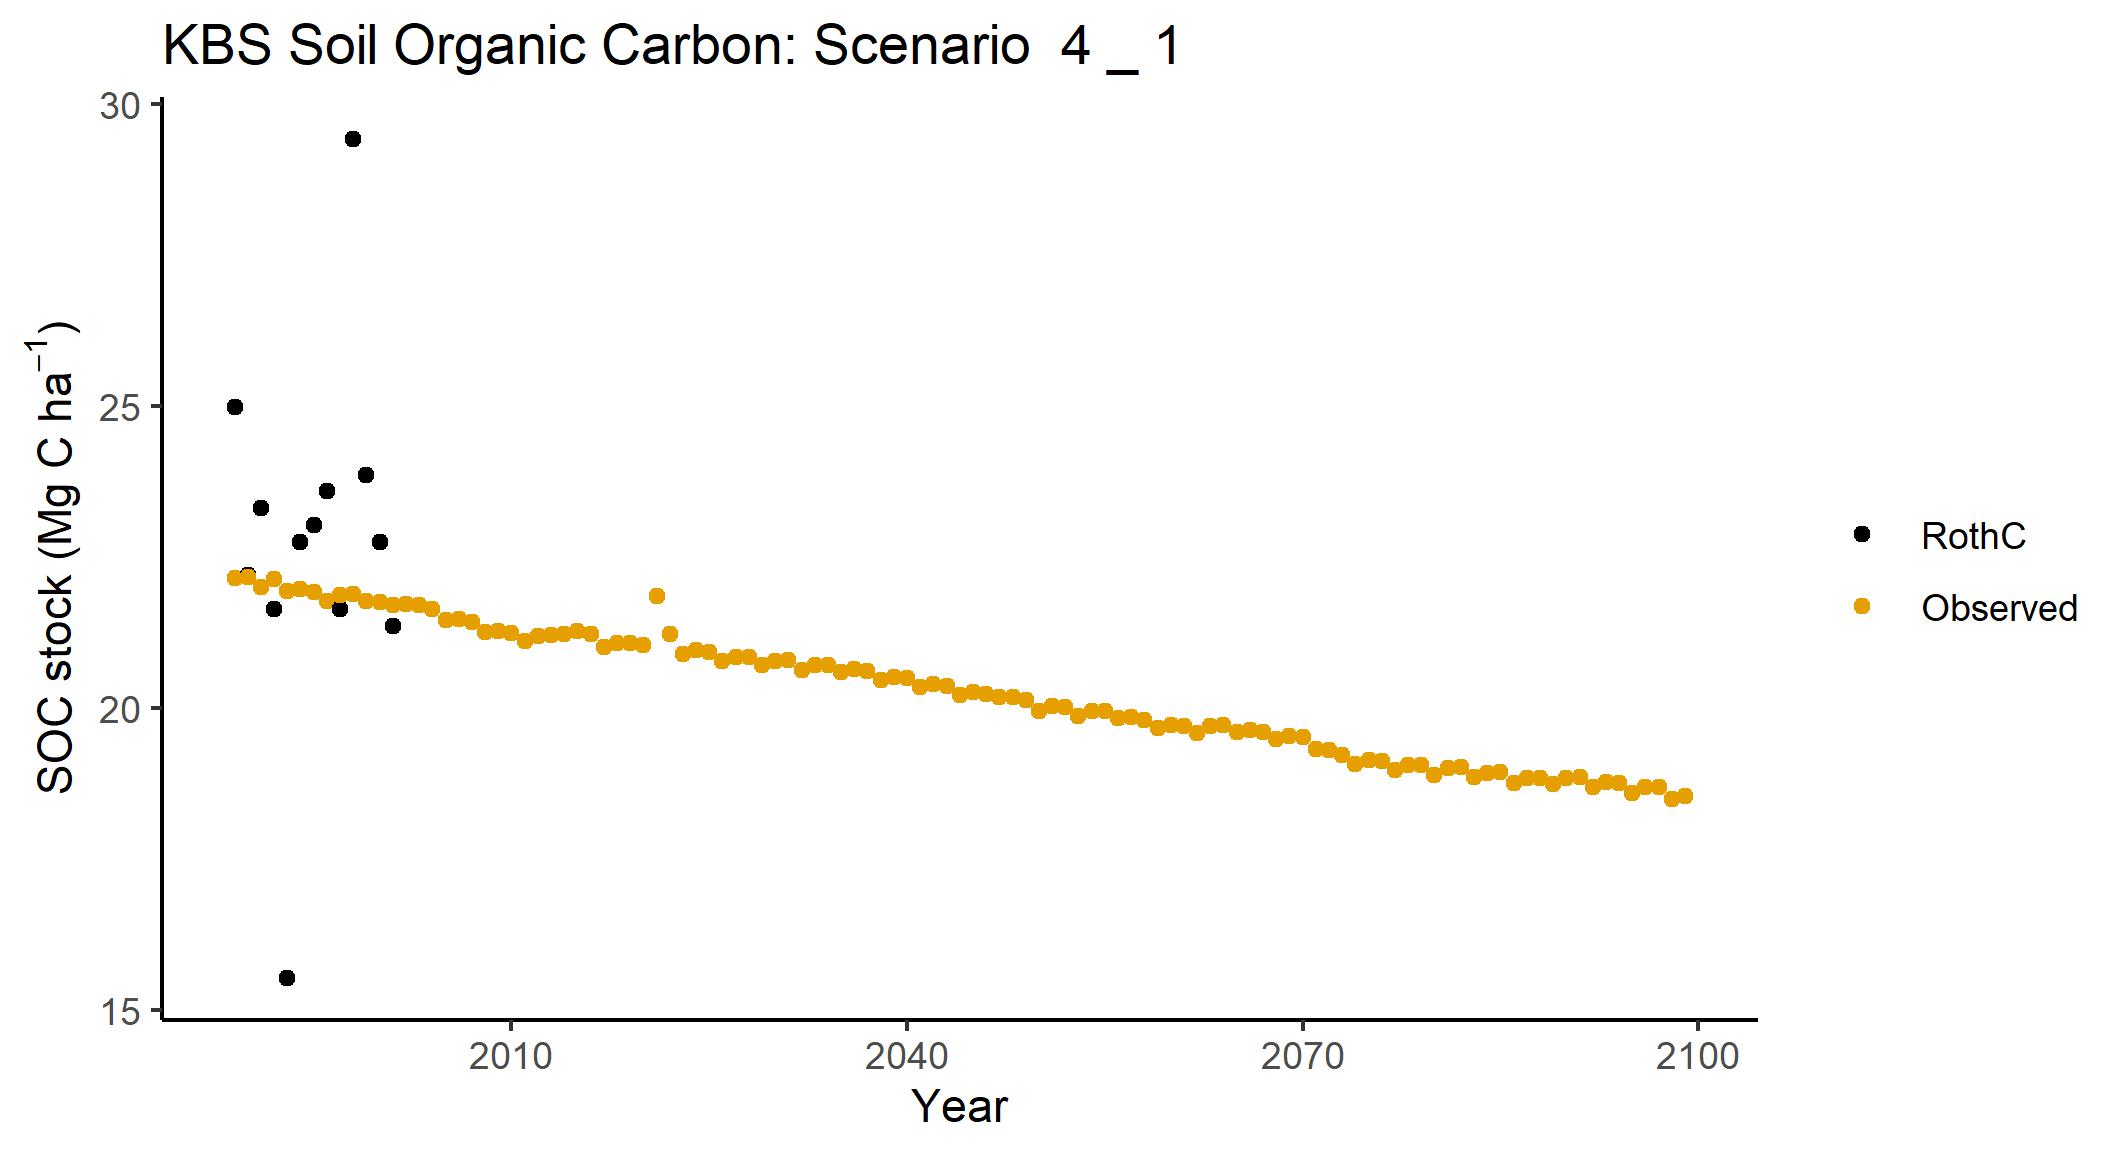 KBS Soil Organic Carbon: Scenario  4 _ 1
SOC stock (Mg C ha⁻¹)
30
25
20
15
2010
2040
2070
2100
Year
RothC
Observed